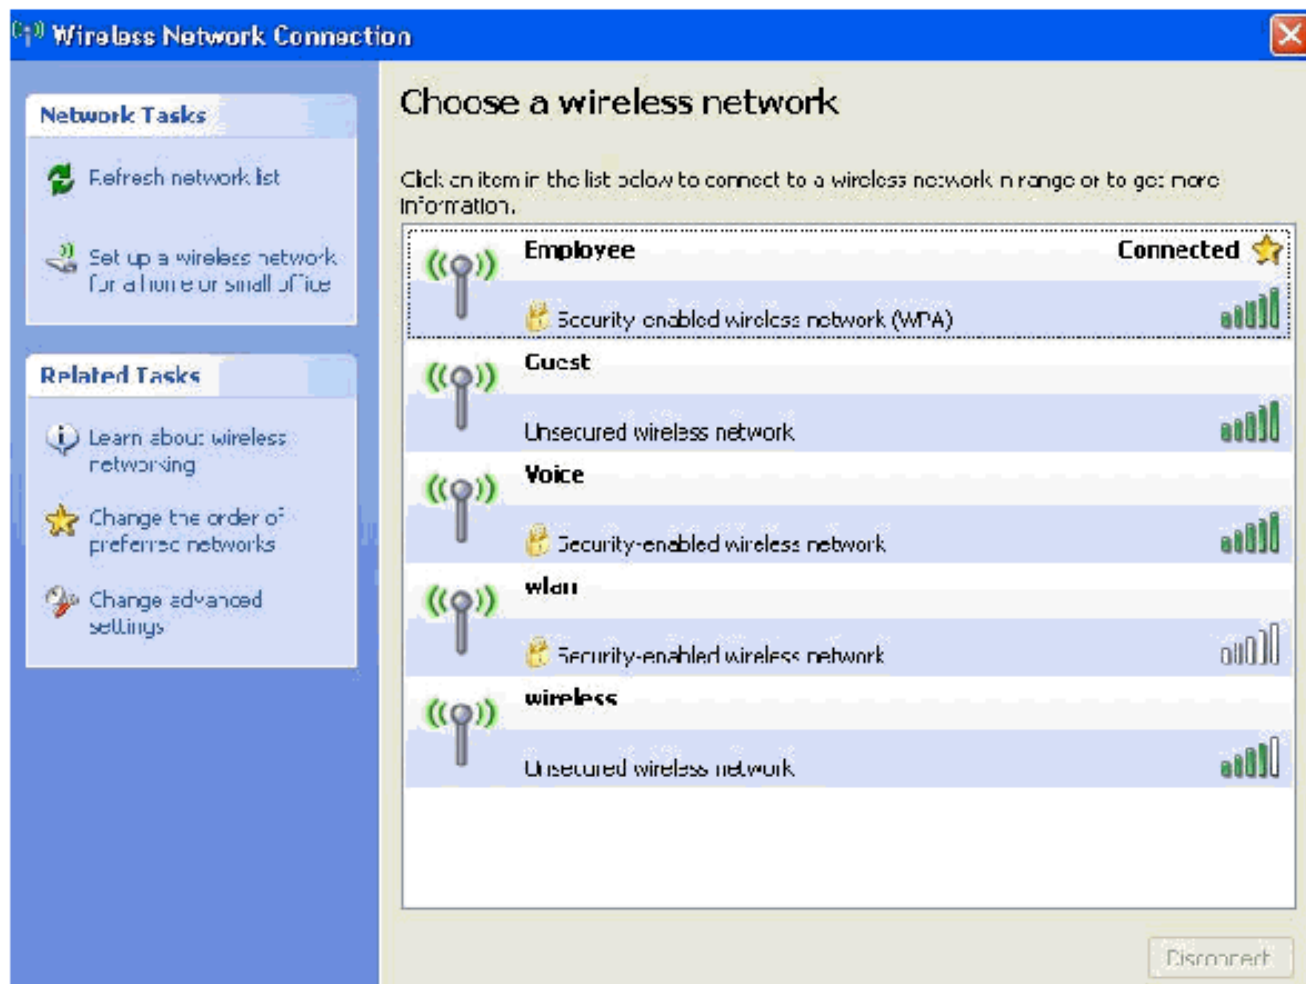 Wireless Network Connection
Network Tasks
Refresh network list
Set up a wireless network
for a home or small office
Related Tasks
Learn about wireless
networking
Change the order of
preferred networks
Change advanced
settings
Choose a wireless network
Click an item in the list below to connect to a wireless network in range or to get more
information.
Employee
Connected
Security-enabled wireless network (WPA)
Guest
Unsecured wireless network
Voice
Security-enabled wireless network
wlan
Security-enabled wireless network
wireless
Unsecured wireless network
Disconnect